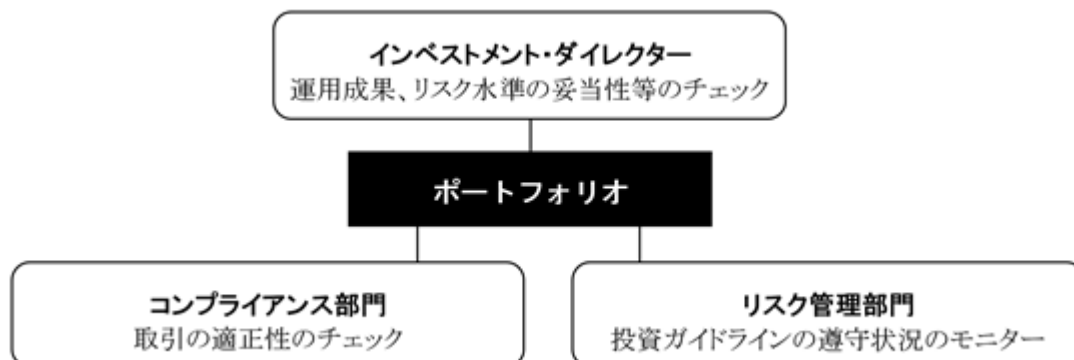 インベストメント・ダイレクター
運用成果、リスク水準の妥当性等のチェック
ポートフォリオ
コンプライアンス部門
取引の適正性のチェック
リスク管理部門
投資ガイドラインの遵守状況のモニター